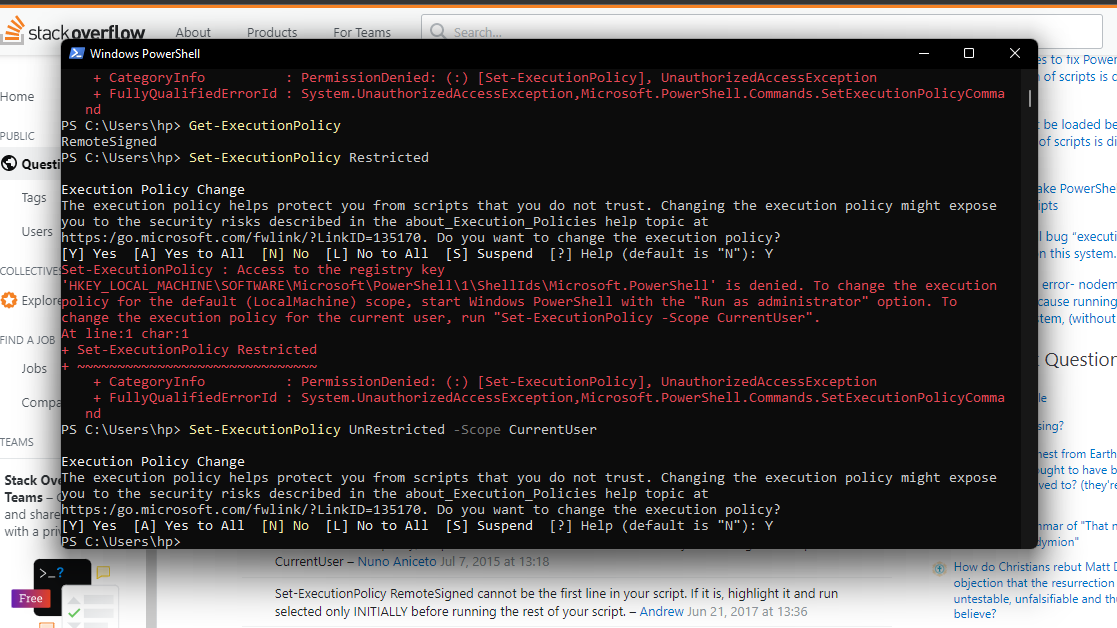 stackoverflow
About
Products
For Teams
Search...
Windows PowerShell
+ CategoryInfo          : PermissionDenied: (:) [Set-ExecutionPolicy], UnauthorizedAccessException
+ FullyQualifiedErrorId : System.UnauthorizedAccessException,Microsoft.PowerShell.Commands.SetExecutionPolicyComma
nd
PS C:\Users\hp> Get-ExecutionPolicy
RemoteSigned
PS C:\Users\hp> Set-ExecutionPolicy Restricted
Execution Policy Change
The execution policy helps protect you from scripts that you do not trust. Changing the execution policy might expose
you to the security risks described in the about_Execution_Policies help topic at
https:/go.microsoft.com/fwlink/?LinkID=135170. Do you want to change the execution policy?
[Y] Yes  [A] Yes to All  [N] No  [L] No to All  [S] Suspend  [?] Help (default is "N"): Y
Set-ExecutionPolicy : Access to the registry key
'HKEY_LOCAL_MACHINE\SOFTWARE\Microsoft\PowerShell\1\ShellIds\Microsoft.PowerShell' is denied. To change the execution
policy for the default (LocalMachine) scope, start Windows PowerShell with the "Run as administrator" option. To
change the execution policy for the current user, run "Set-ExecutionPolicy -Scope CurrentUser".
At line:1 char:1
+ Set-ExecutionPolicy Restricted
+ ~~~~~~~~~~~~~~~~~~~~~~~~~~~~~~
+ CategoryInfo          : PermissionDenied: (:) [Set-ExecutionPolicy], UnauthorizedAccessException
+ FullyQualifiedErrorId : System.UnauthorizedAccessException,Microsoft.PowerShell.Commands.SetExecutionPolicyComma
nd
PS C:\Users\hp> Set-ExecutionPolicy UnRestricted -Scope CurrentUser
Execution Policy Change
The execution policy helps protect you from scripts that you do not trust. Changing the execution policy might expose
you to the security risks described in the about_Execution_Policies help topic at
https:/go.microsoft.com/fwlink/?LinkID=135170. Do you want to change the execution policy?
[Y] Yes  [A] Yes to All  [N] No  [L] No to All  [S] Suspend  [?] Help (default is "N"): Y
PS C:\Users\hp>
Home
PUBLIC
Questi
Tags
Users
COLLECTIVES
Explore
FIND A JOB
Jobs
Compa
TEAMS
Stack Ove
Teams –
and share
with a priv
>_?
Free
CurrentUser – Nuno Aniceto Jul 7, 2015 at 13:18
Set-ExecutionPolicy RemoteSigned cannot be the first line in your script. If it is, highlight it and run
selected only INITIALLY before running the rest of your script. – Andrew Jun 21, 2017 at 13:36
es to fix Power
n of scripts is d
t be loaded be
of scripts is di
ake PowerShe
ipts
l bug "executi
n this system.
error- nodem
cause running
stem, (without
t Question
le
sing?
nest from Earth
ought to have b
ved to? (they're
mmar of "That n
dymion"
How do Christians rebut Matt D
objection that the resurrection
untestable, unfalsifiable and thu
believe?